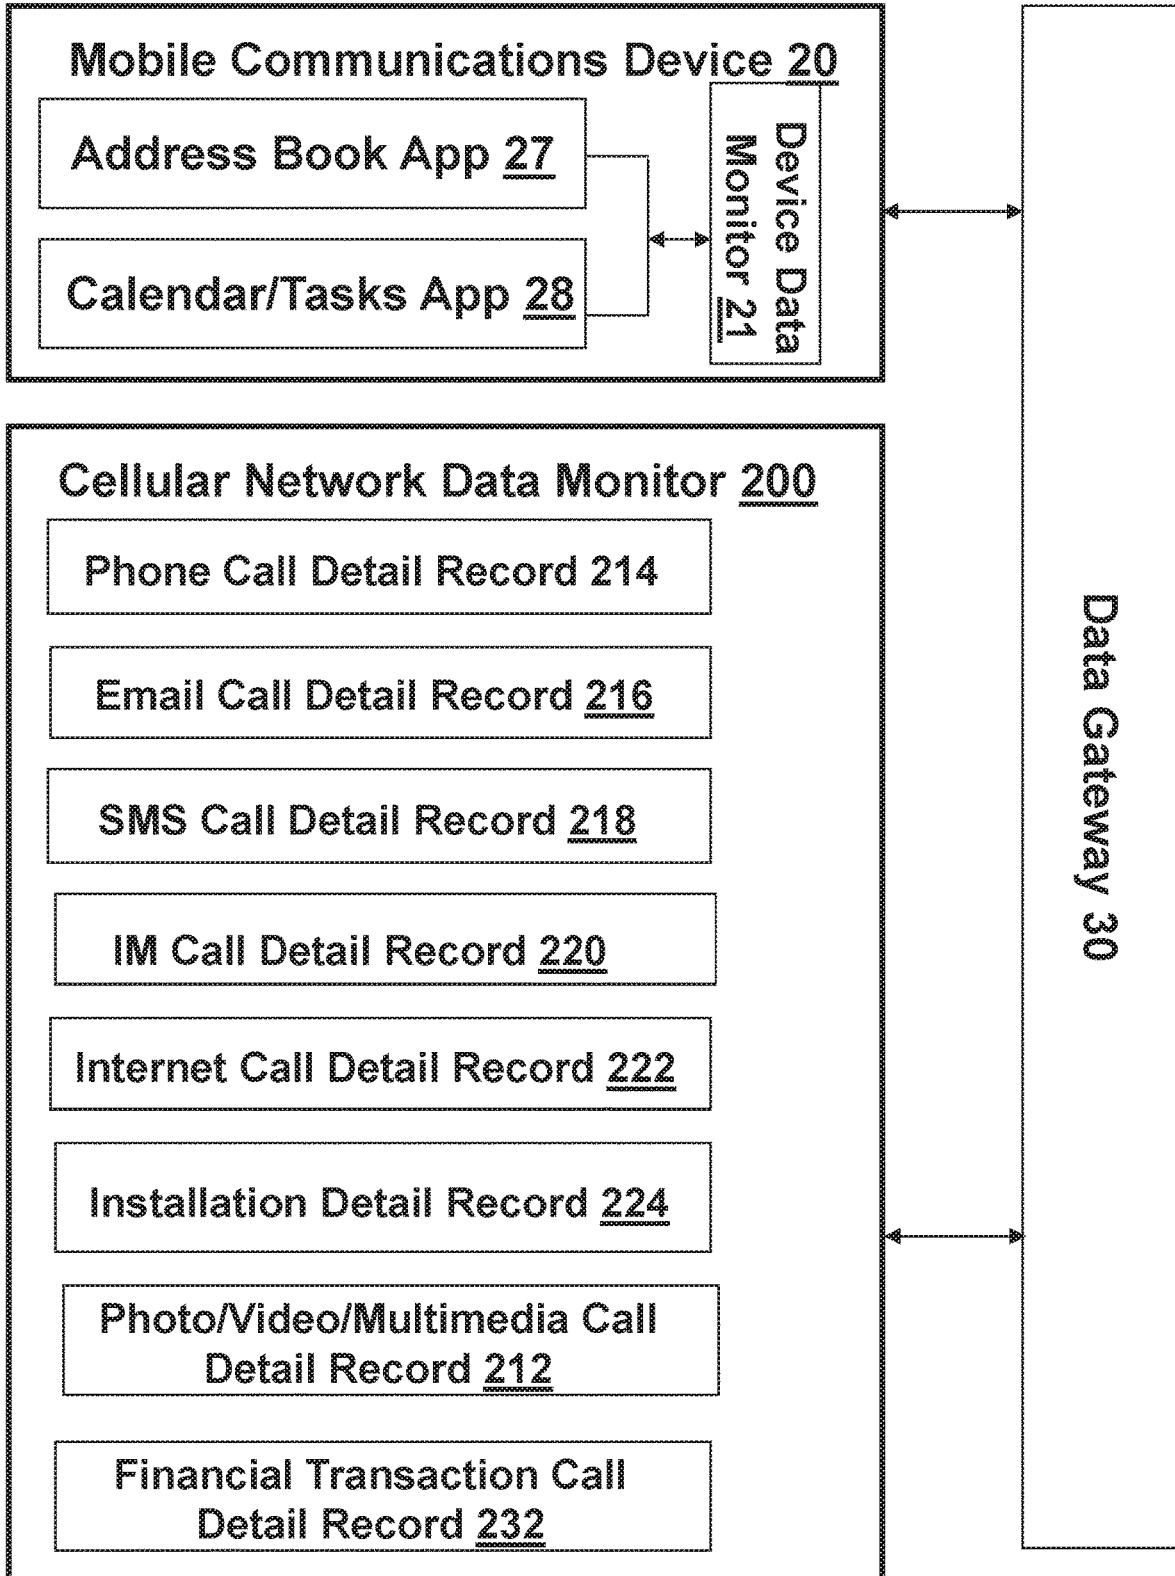 Mobile Communications Device 20
Address Book App 27
Calendar/Tasks App 28
Device Data
Monitor 21
Cellular Network Data Monitor 200
Phone Call Detail Record 214
Email Call Detail Record 216
SMS Call Detail Record 218
IM Call Detail Record 220
Internet Call Detail Record 222
Installation Detail Record 224
Photo/Video/Multimedia Call
Detail Record 212
Financial Transaction Call
Detail Record 232
Data Gateway 30